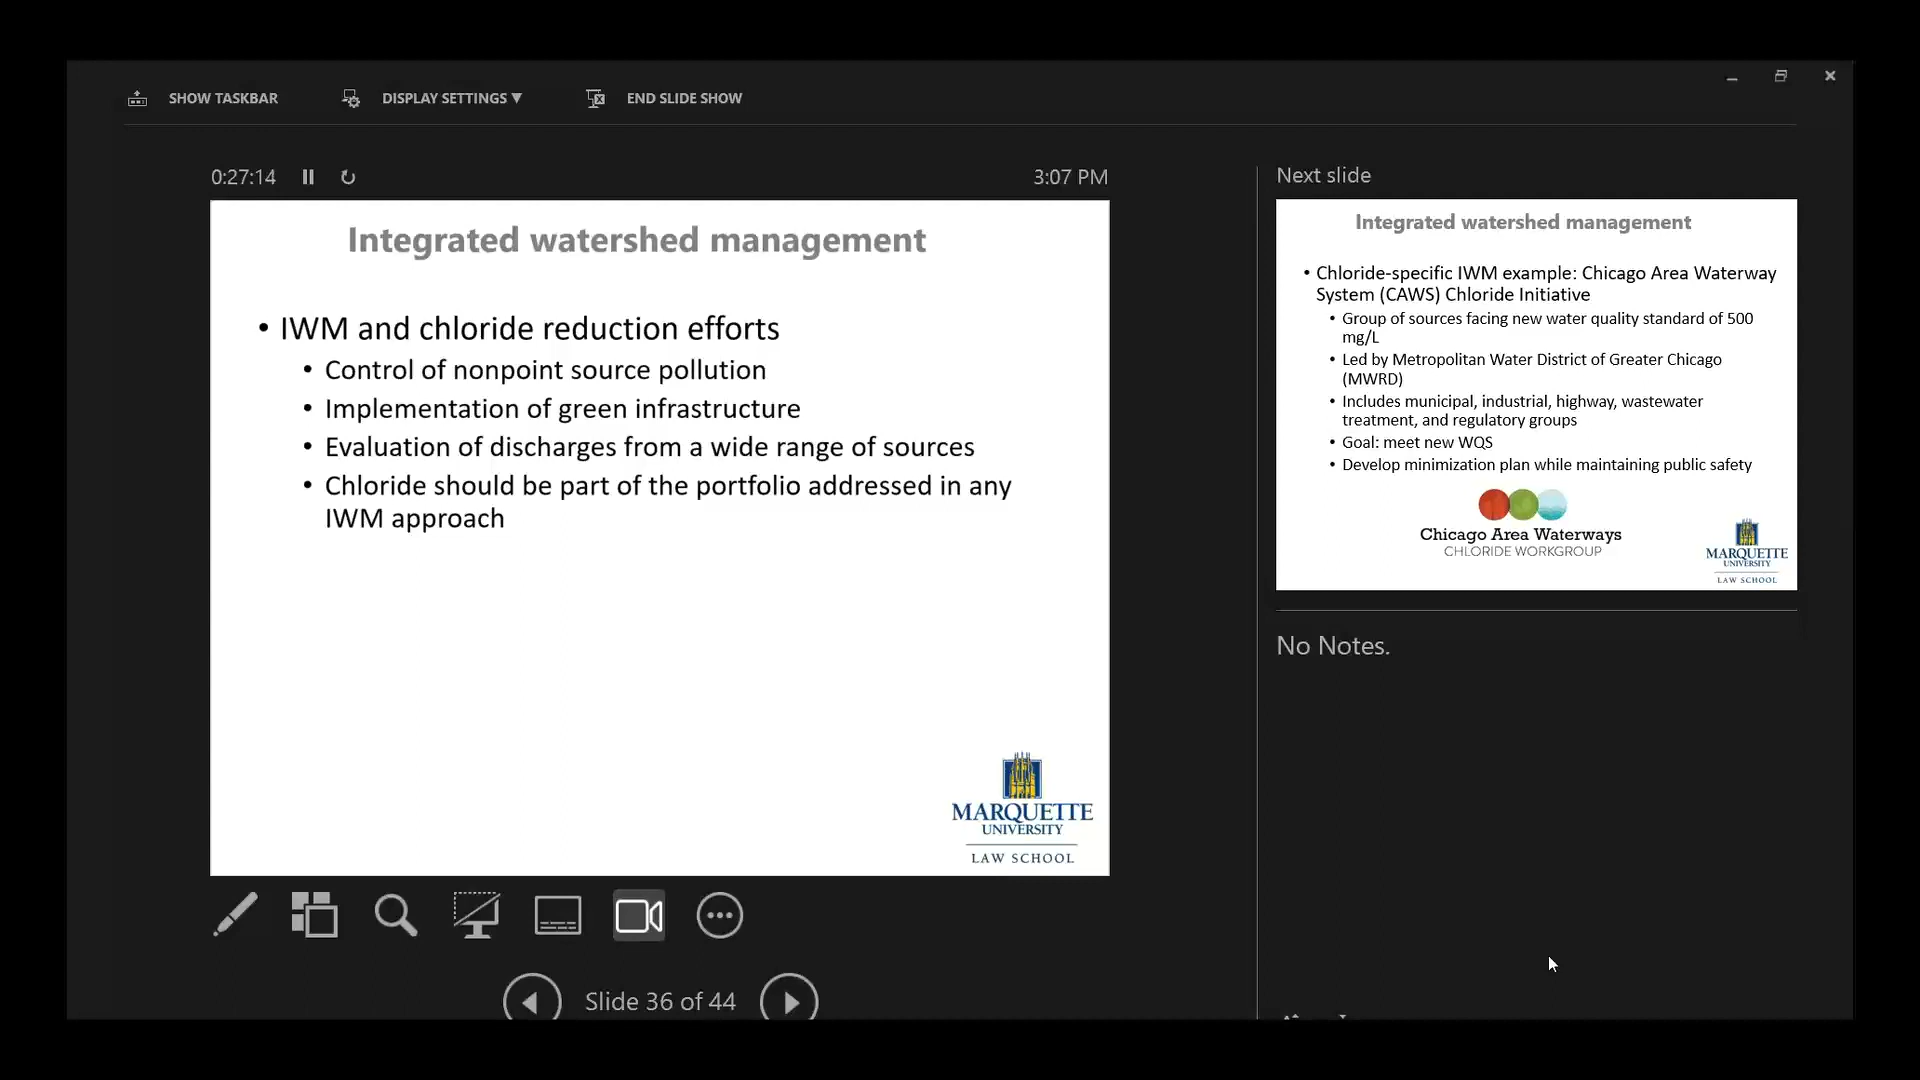 SHOW TASKBAR
DISPLAY SETTINGS ▼
END SLIDE SHOW
0:27:14
3:07 PM
Integrated watershed management
• IWM and chloride reduction efforts
• Control of nonpoint source pollution
• Implementation of green infrastructure
• Evaluation of discharges from a wide range of sources
• Chloride should be part of the portfolio addressed in any
IWM approach
MARQUETTE
UNIVERSITY
LAW SCHOOL
Slide 36 of 44
Next slide
Integrated watershed management
• Chloride-specific IWM example: Chicago Area Waterway
System (CAWS) Chloride Initiative
• Group of sources facing new water quality standard of 500
mg/L
• Led by Metropolitan Water District of Greater Chicago
(MWRD)
• Includes municipal, industrial, highway, wastewater
treatment, and regulatory groups
• Goal: meet new WQS
• Develop minimization plan while maintaining public safety
Chicago Area Waterways
CHLORIDE WORKGROUP
MARQUETTE
UNIVERSITY
LAW SCHOOL
No Notes.